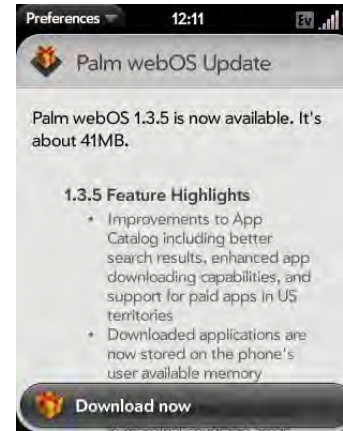 Preferences 12:11 Ev
Palm webOS Update
Palm webOS 1.3.5 is now available. It's
about 41MB.
1.3.5 Feature Highlights
• Improvements to App
Catalog including better
search results, enhanced app
downloading capabilities, and
support for paid apps in US
territories
• Downloaded applications are
now stored on the phone's
user available memory
Download now